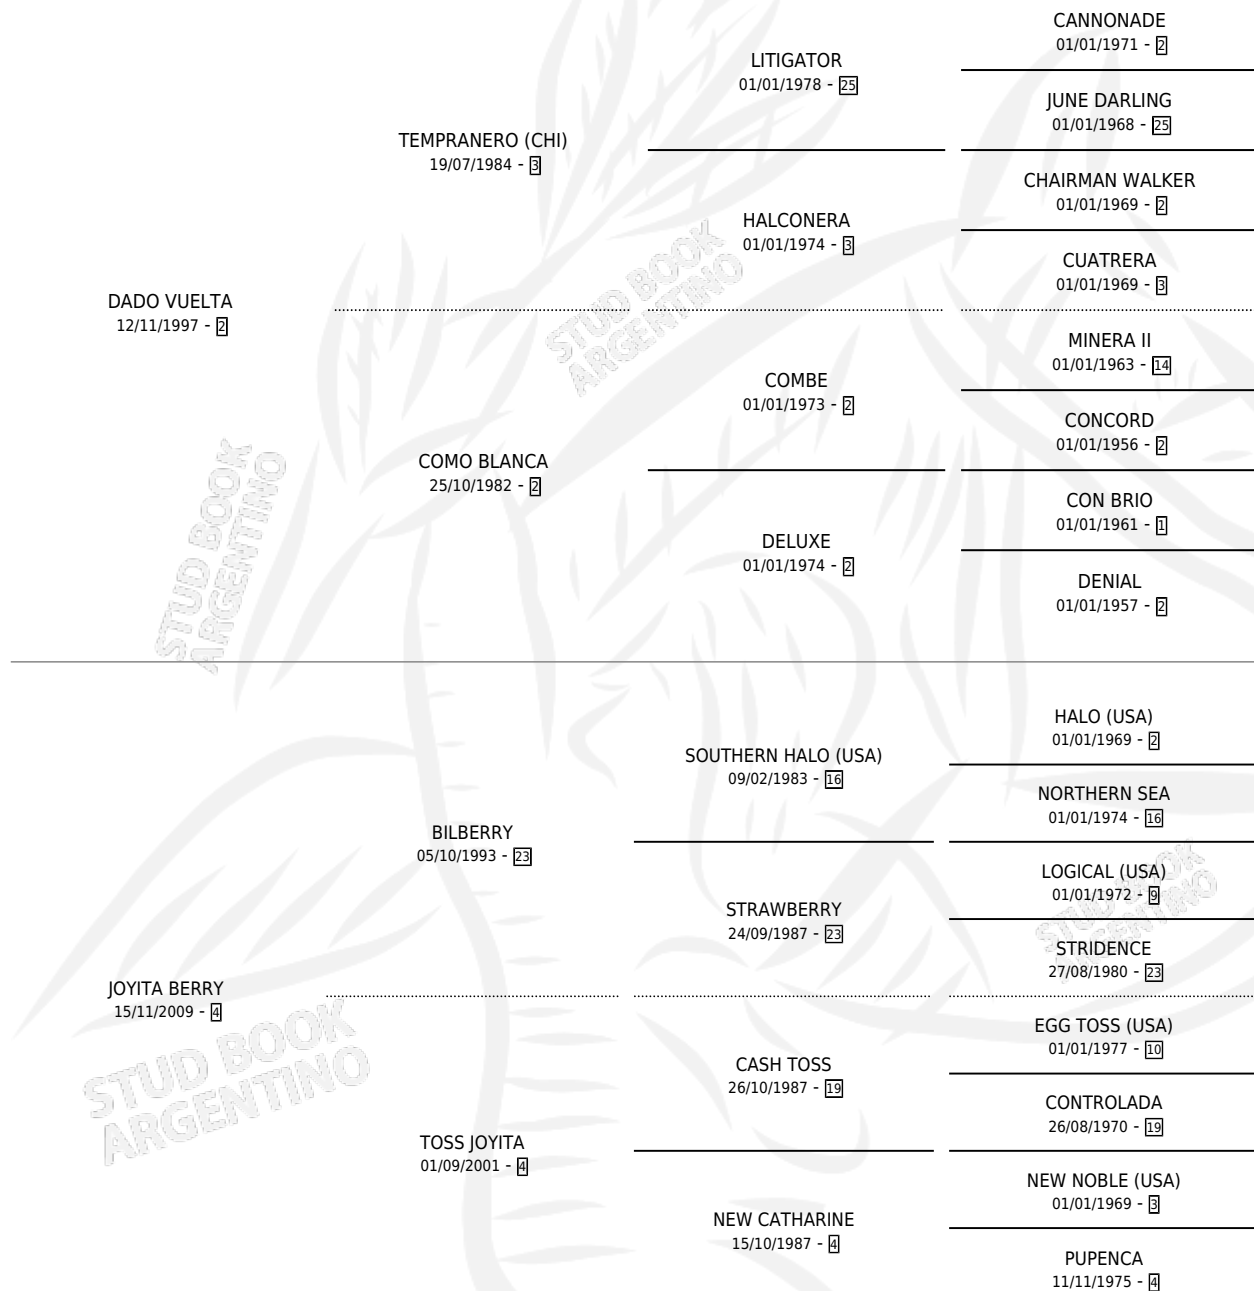 CANNONADE
01/01/1971 - 2
LITIGATOR
01/01/1978 - 25
JUNE DARLING
01/01/1968 - 25
TEMPRANERO (CHI)
19/07/1984 - 3
CHAIRMAN WALKER
01/01/1969 - 2
HALCONERA
01/01/1974 - 3
CUATRERA
01/01/1969 - 3
DADO VUELTA
12/11/1997 - 2
MINERA II
01/01/1963 - 14
COMBE
01/01/1973 - 2
CONCORD
01/01/1956 - 2
COMO BLANCA
25/10/1982 - 2
CON BRIO
01/01/1961 - 1
DELUXE
01/01/1974 - 2
DENIAL
01/01/1957 - 2
STUD BOOK
ARGENTINO
STUD BOOK
ARGENTINO
HALO (USA)
01/01/1969 - 2
SOUTHERN HALO (USA)
09/02/1983 - 16
NORTHERN SEA
01/01/1974 - 16
BILBERRY
05/10/1993 - 23
LOGICAL (USA)
01/01/1972 - 9
STRAWBERRY
24/09/1987 - 23
STRIDENCE
27/08/1980 - 23
STUD BOOK
ARGENTINO
JOYITA BERRY
15/11/2009 - 4
EGG TOSS (USA)
01/01/1977 - 10
CASH TOSS
26/10/1987 - 19
CONTROLADA
26/08/1970 - 19
TOSS JOYITA
01/09/2001 - 4
NEW NOBLE (USA)
01/01/1969 - 3
NEW CATHARINE
15/10/1987 - 4
PUPENCA
11/11/1975 - 4
STUD BOOK
ARGENTINO